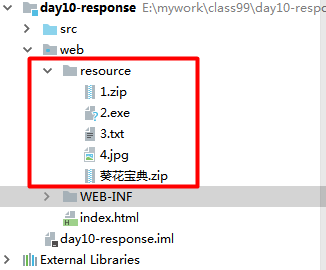 day10-response E:\mywork\class99\day10-respo
src
web
resource
1.zip
2.exe
3.txt
4.jpg
葵花宝典.zip
WEB-INF
index.html
day10-response.iml
External Libraries